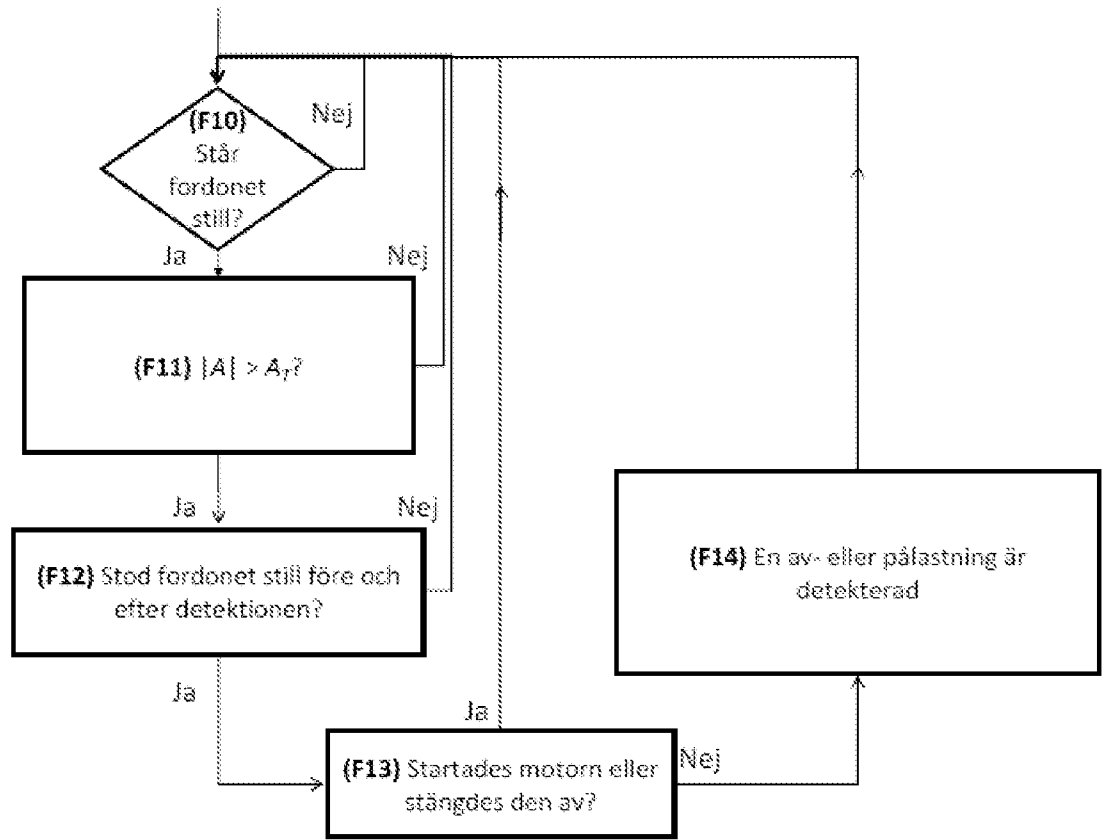 (F10)
Står
fordonet
still?
Nej
Ja
Nej
(F11) |A| > A_T?
Ja
Nej
(F12) Stod fordonet still före och
efter detektionen?
Ja
(F13) Startades motorn eller
stängdes den av?
Ja
Nej
(F14) En av- eller pålastning är
detekterad